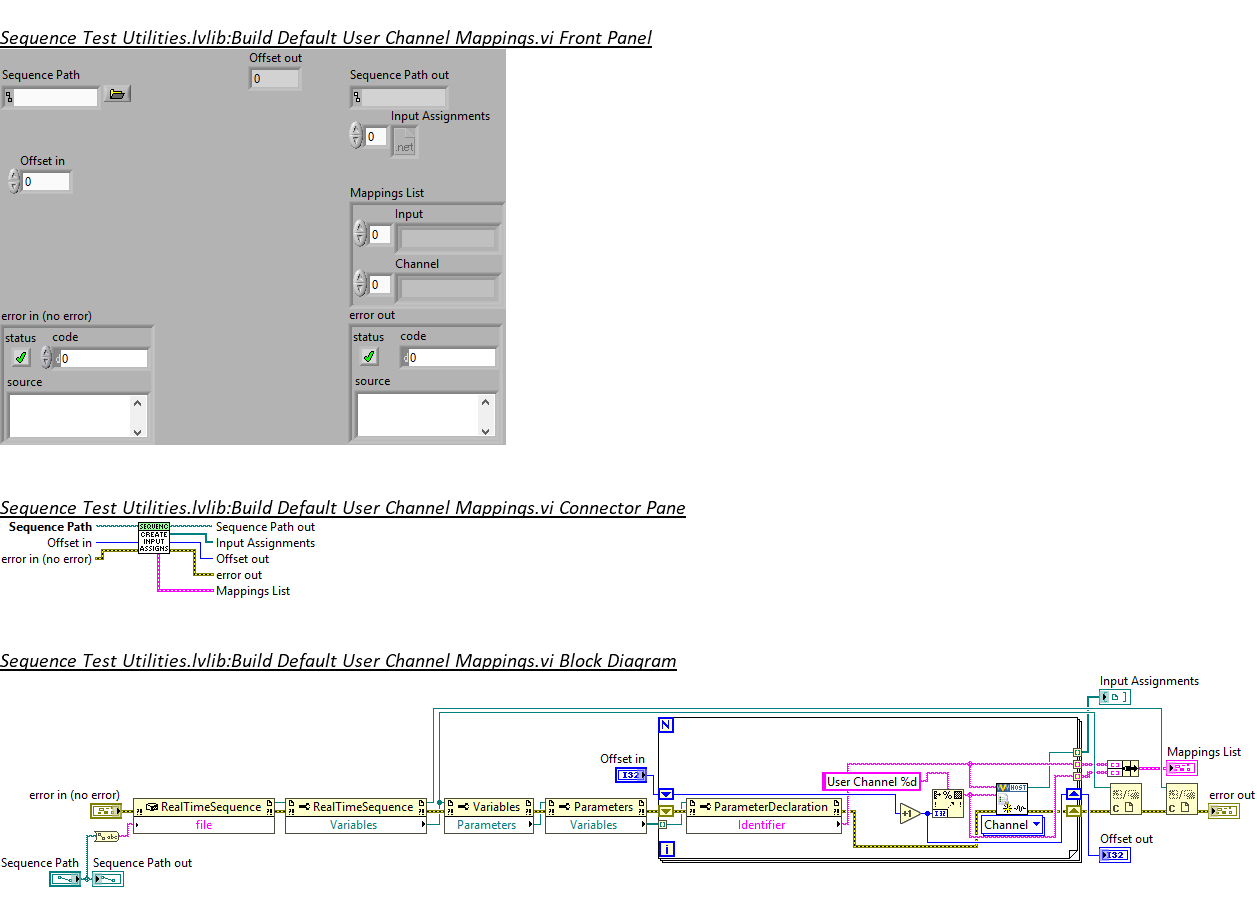 Sequence Test Utilities.lvlib:Build Default User Channel Mappings.vi Front Panel
Offset out
0
Sequence Path
Sequence Path out
Input Assignments
0
.net
Offset in
0
Mappings List
Input
0
Channel
0
error in (no error)
status code
0
source
error out
status code
0
source
Sequence Test Utilities.lvlib:Build Default User Channel Mappings.vi Connector Pane
Sequence Path
Offset in
error in (no error)
SEQUENC
CREATE
INPUT
ASSIGNS
Sequence Path out
Input Assignments
Offset out
error out
Mappings List
Sequence Test Utilities.lvlib:Build Default User Channel Mappings.vi Block Diagram
Input Assignments
N
Offset in
I32
Mappings List
User Channel %d
HOST
error in (no error)
RealTimeSequence
file
RealTimeSequence
Variables
Variables
Parameters
Parameters
Variables
ParameterDeclaration
Identifier
+1
I32
Channel
error out
i
Offset out
I32
Sequence Path
Sequence Path out